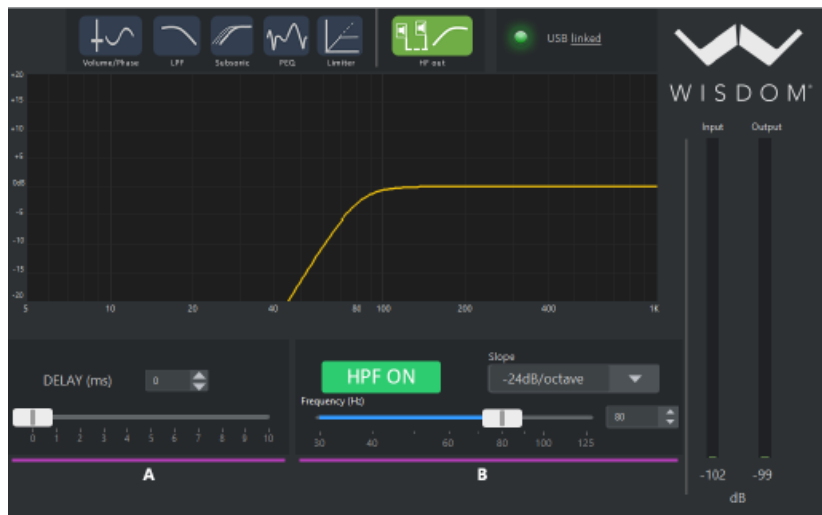 Volume/Phase LPF Subsonic PEQ Limiter HF out
USB linked
WISDOM
Input Output
+20
+15
+10
+5
0dB
-5
-10
-15
-20
5 10 20 40 80 100 200 400 1K
DELAY (ms) 0
0 1 2 3 4 5 6 7 8 9 10
HPF ON
Slope
-24dB/octave
Frequency (Hz)
80
30 40 60 80 100 125
A B
-102 -99
dB